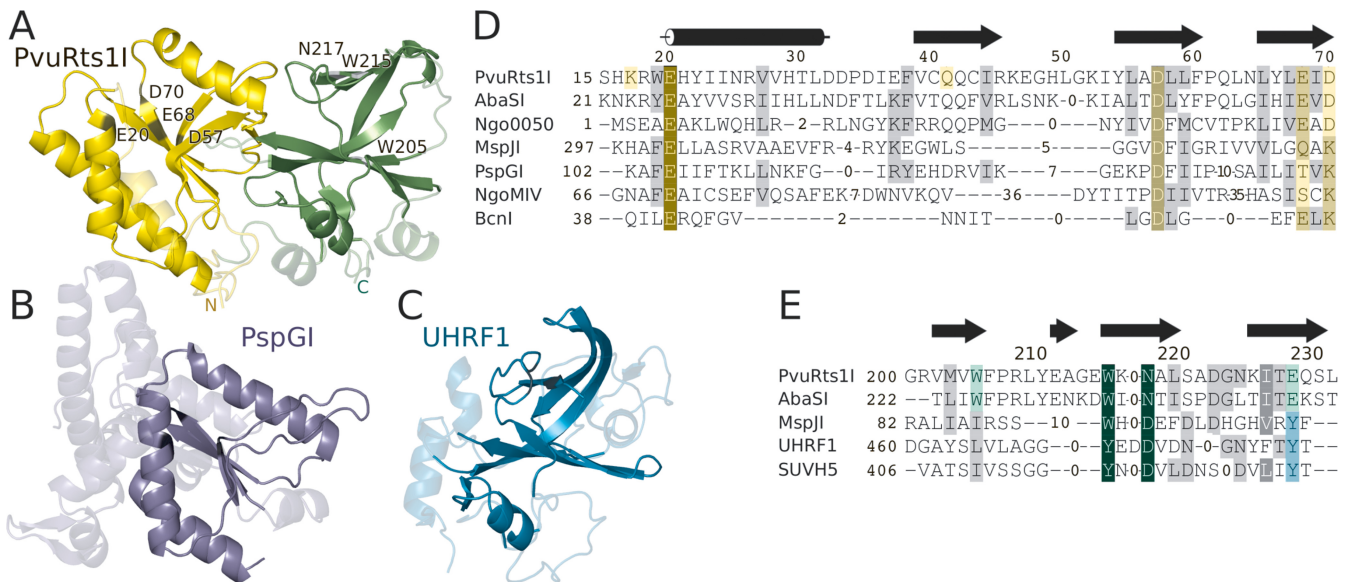 A
PvuRts1I
N217
W215
D70
E68
E20
D57
W205
N
C
B
PspGI
C
UHRF1
D
20 30 40 50 60 70
PvuRts1I 15 SHKRWEHYIINRVVHTLDDPDIEFVCQQCIRKEGHLGKIYLADLLFPQLNLYLEID
AbaSI 21 KNKRYEAYVVSRIIHLLNDFTLKFVTQQFVRLSNK-0-KIALTDLYFPQLGIHIEVD
Ngo0050 1 -MSEAEAKLWQHLR-2-RLNGYKFRRQQPMG---0---NYIVDFMCVTPKLIVEAD
MspJI 297 -KHAFELLASRVAAEVFR-4-RYKEGWLS-----5----GGVDFIGRIVVVLGQAK
PspGI 102 --KAFEIIFTKLLNKFG--0--IRYEHDRVIK---7---GEKPDFIIP-10-SAILITVK
NgoMIV 66 --GNAFEAICSEFVQSAFEK-7-DWNVKQV---36---DYTITPDIVTR-35-HASISCK
BcnI 38 --QILERQFGV------2------NNIT----0----LGDLG---0---EFELK
E
210 220 230
PvuRts1I 200 GRVMVWFPRLYEAGEWK-0-NALSADGNKITEQSL
AbaSI 222 --TLIWFPRLYENKDWI-0-NTISPDGLTITEKST
MspJI 82 RALIAIRSS--10---WH-0-DEFDLDHGHVRYF--
UHRF1 460 DGAYSLVLAGG--0--YEDDVDN-0-GNYFTYT--
SUVH5 406 -VATSIVSSGG--0--YN-0-DVLDNS-0-DVLIYT--